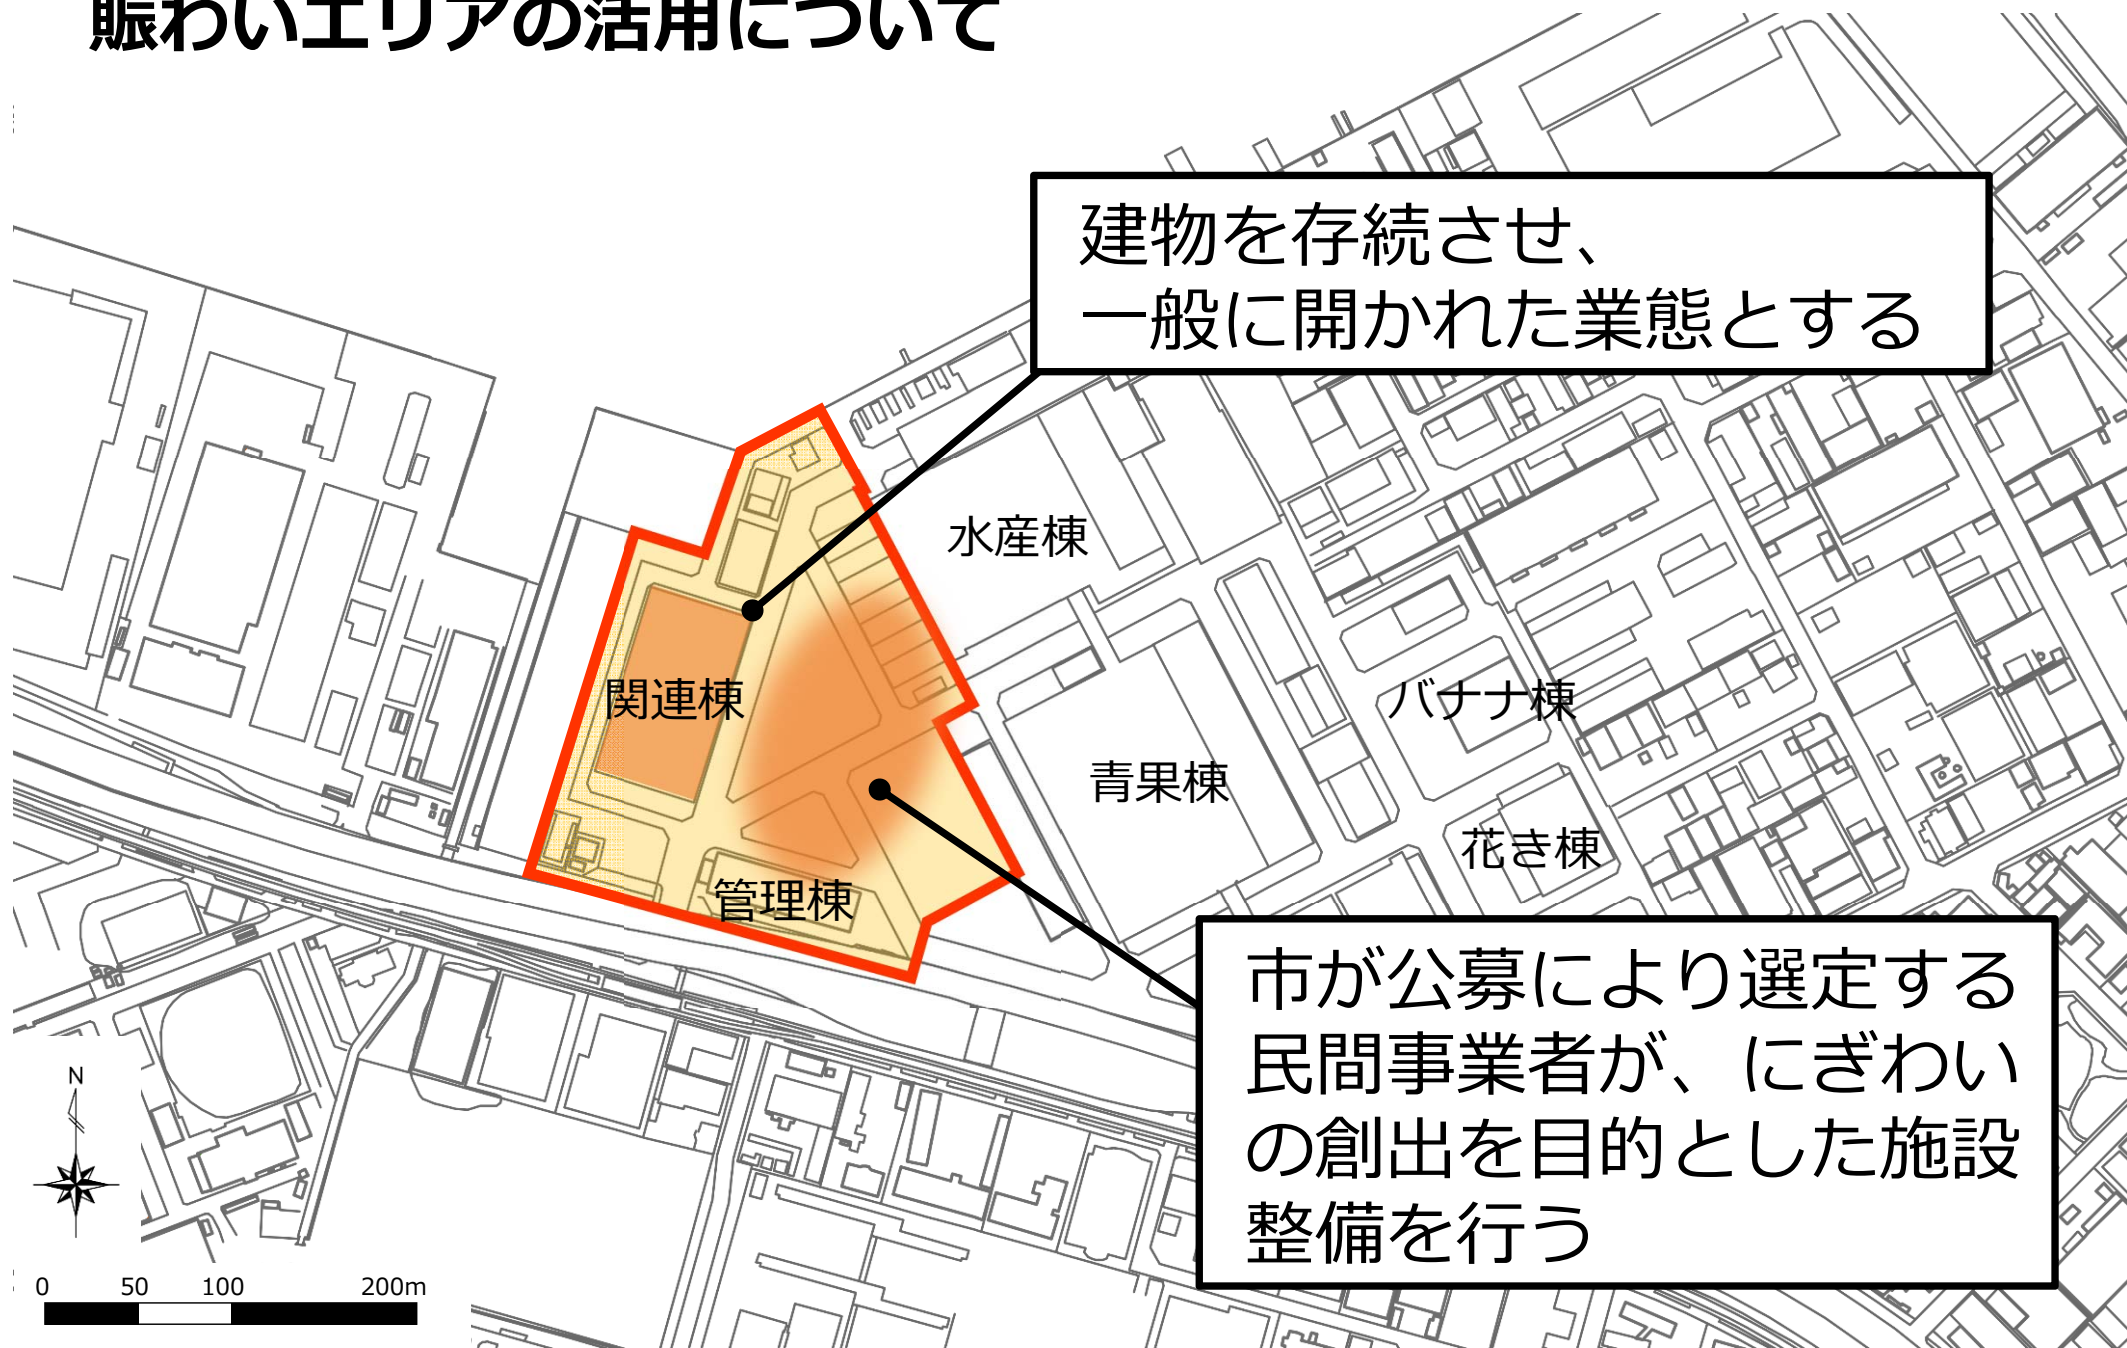 賑わいエリアの活用について
建物を存続させ、
一般に開かれた業態とする
水産棟
関連棟
バナナ棟
青果棟
花き棟
管理棟
市が公募により選定する
民間事業者が、にぎわい
の創出を目的とした施設
整備を行う
N
0 50 100 200m